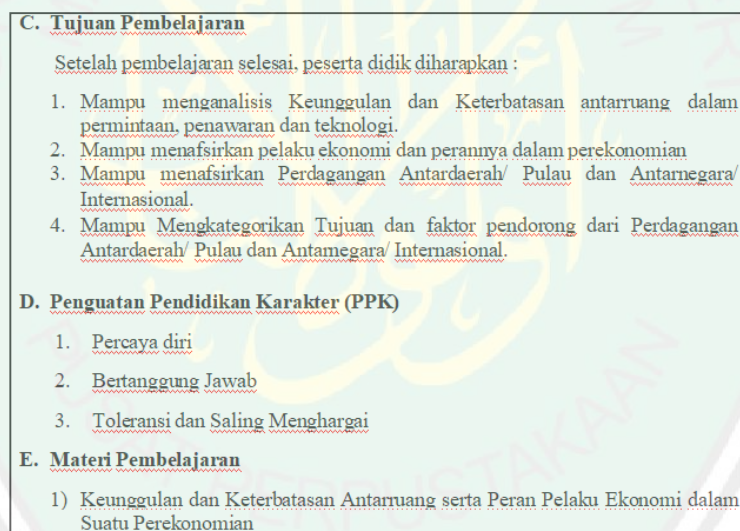 C. Tujuan Pembelajaran
Setelah pembelajaran selesai, peserta didik diharapkan :
1. Mampu menganalisis Keunggulan dan Keterbatasan antarruang dalam
permintaan, penawaran dan teknologi.
2. Mampu menafsirkan pelaku ekonomi dan perannya dalam perekonomian
3. Mampu menafsirkan Perdagangan Antardaerah/ Pulau dan Antarnegara/
Internasional.
4. Mampu Mengkategorikan Tujuan dan faktor pendorong dari Perdagangan
Antardaerah/ Pulau dan Antarnegara/ Internasional.
D. Penguatan Pendidikan Karakter (PPK)
1. Percaya diri
2. Bertanggung Jawab
3. Toleransi dan Saling Menghargai
E. Materi Pembelajaran
1) Keunggulan dan Keterbatasan Antarruang serta Peran Pelaku Ekonomi dalam
Suatu Perekonomian